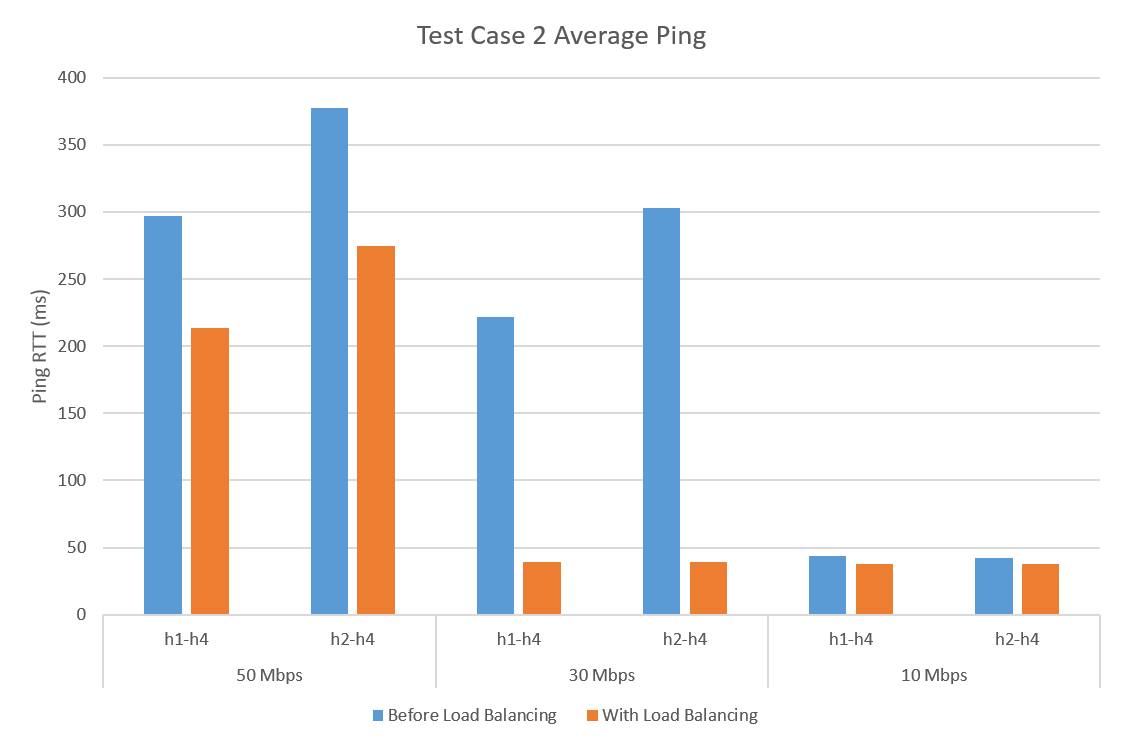 Test Case 2 Average Ping
400
350
300
250
200
150
100
50
0
Ping RTT (ms)
h1-h4 h2-h4 h1-h4 h2-h4 h1-h4 h2-h4
50 Mbps 30 Mbps 10 Mbps
Before Load Balancing With Load Balancing